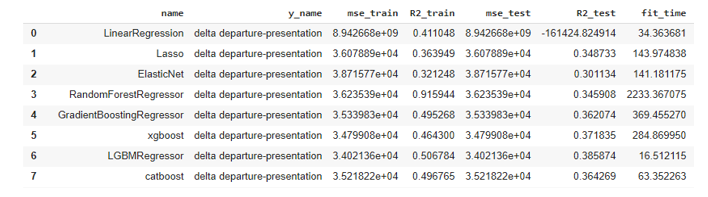 name y_name mse_train R2_train mse_test R2_test fit_time
0 LinearRegression delta departure-presentation 8.942668e+09 0.411048 8.942668e+09 -161424.824914 34.363681
1 Lasso delta departure-presentation 3.607889e+04 0.363949 3.607889e+04 0.348733 143.974838
2 ElasticNet delta departure-presentation 3.871577e+04 0.321248 3.871577e+04 0.301134 141.181175
3 RandomForestRegressor delta departure-presentation 3.623539e+04 0.915944 3.623539e+04 0.345908 2233.367075
4 GradientBoostingRegressor delta departure-presentation 3.533983e+04 0.495268 3.533983e+04 0.362074 369.455270
5 xgboost delta departure-presentation 3.479908e+04 0.464300 3.479908e+04 0.371835 284.869950
6 LGBMRegressor delta departure-presentation 3.402136e+04 0.506784 3.402136e+04 0.385874 16.512115
7 catboost delta departure-presentation 3.521822e+04 0.496765 3.521822e+04 0.364269 63.352263